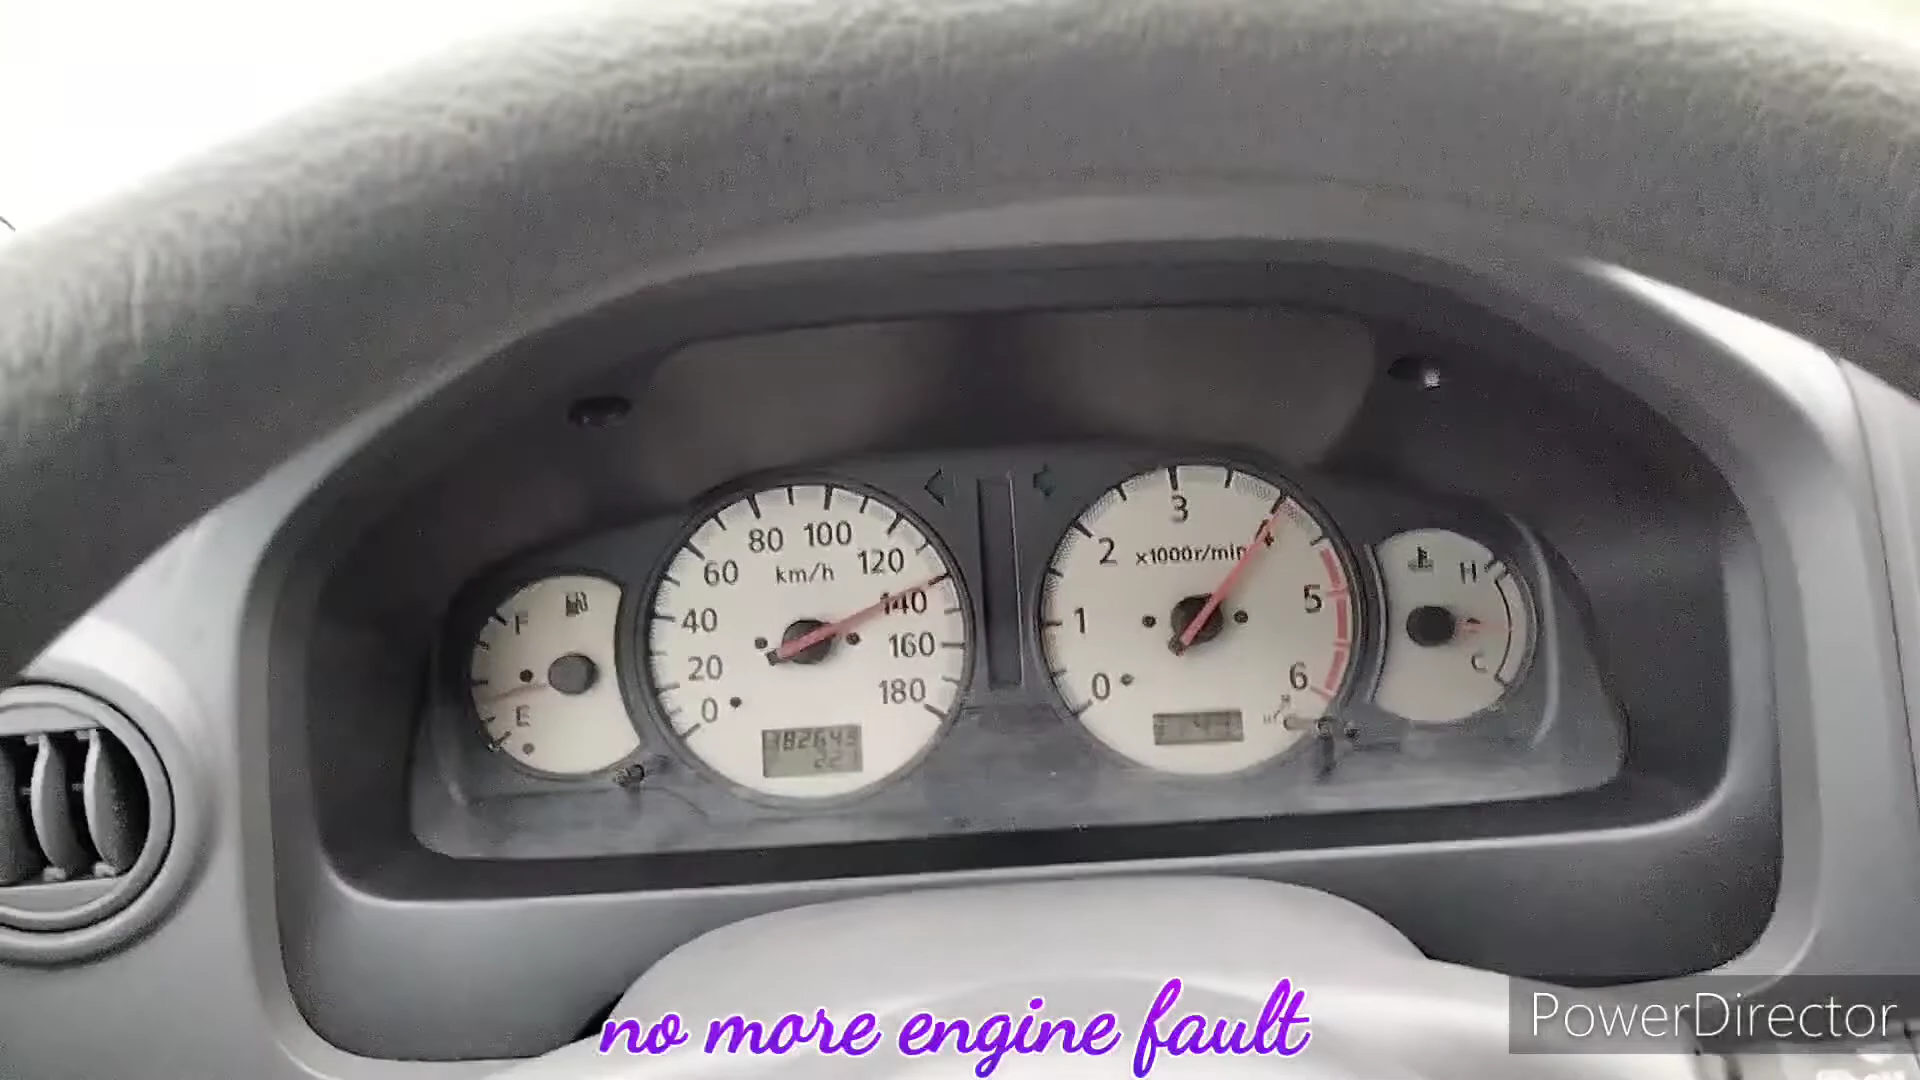 80 100
60 km/h 120
40 140
20 160
0 180
F
E
3
2 x1000r/min 4
1 5
0 6
H
C
no more engine fault
PowerDirector